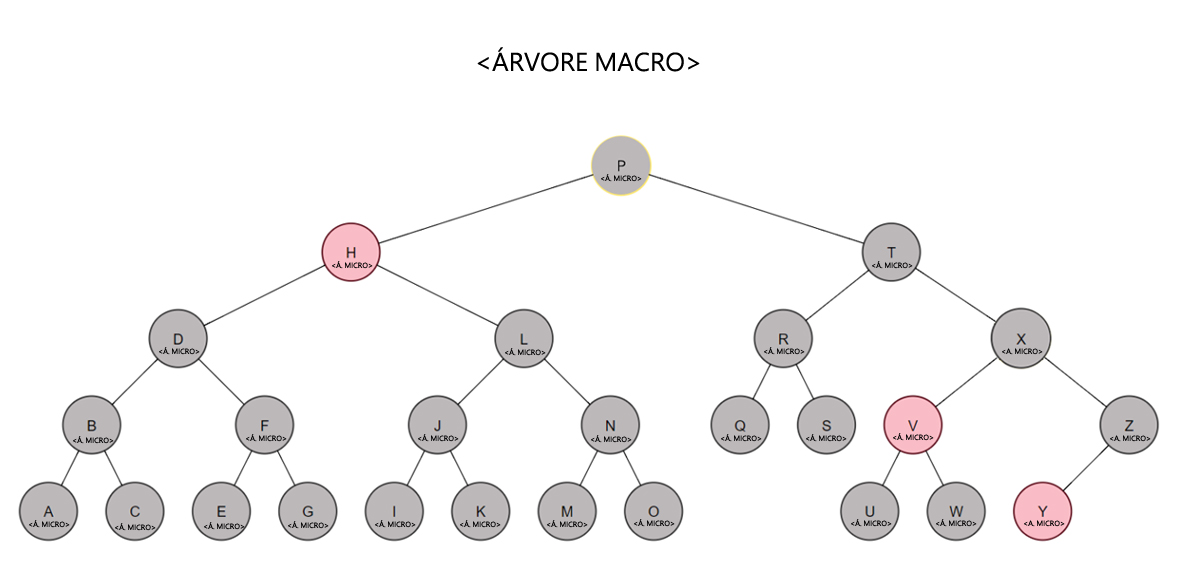 <ÁRVORE MACRO>
P
<Á. MICRO>
H
<Á. MICRO>
T
<Á. MICRO>
D
<Á. MICRO>
L
<Á. MICRO>
R
<Á. MICRO>
X
<A. MICRO>
B
<Á. MICRO>
F
<Á. MICRO>
J
<Á. MICRO>
N
<Á. MICRO>
Q
<Á. MICRO>
S
<Á. MICRO>
V
<Á. MICRO>
Z
<A. MICRO>
A
<Á. MICRO>
C
<Á. MICRO>
E
<Á. MICRO>
G
<Á. MICRO>
I
<Á. MICRO>
K
<Á. MICRO>
M
<Á. MICRO>
O
<Á. MICRO>
U
<Á. MICRO>
W
<Á. MICRO>
Y
<A. MICRO>